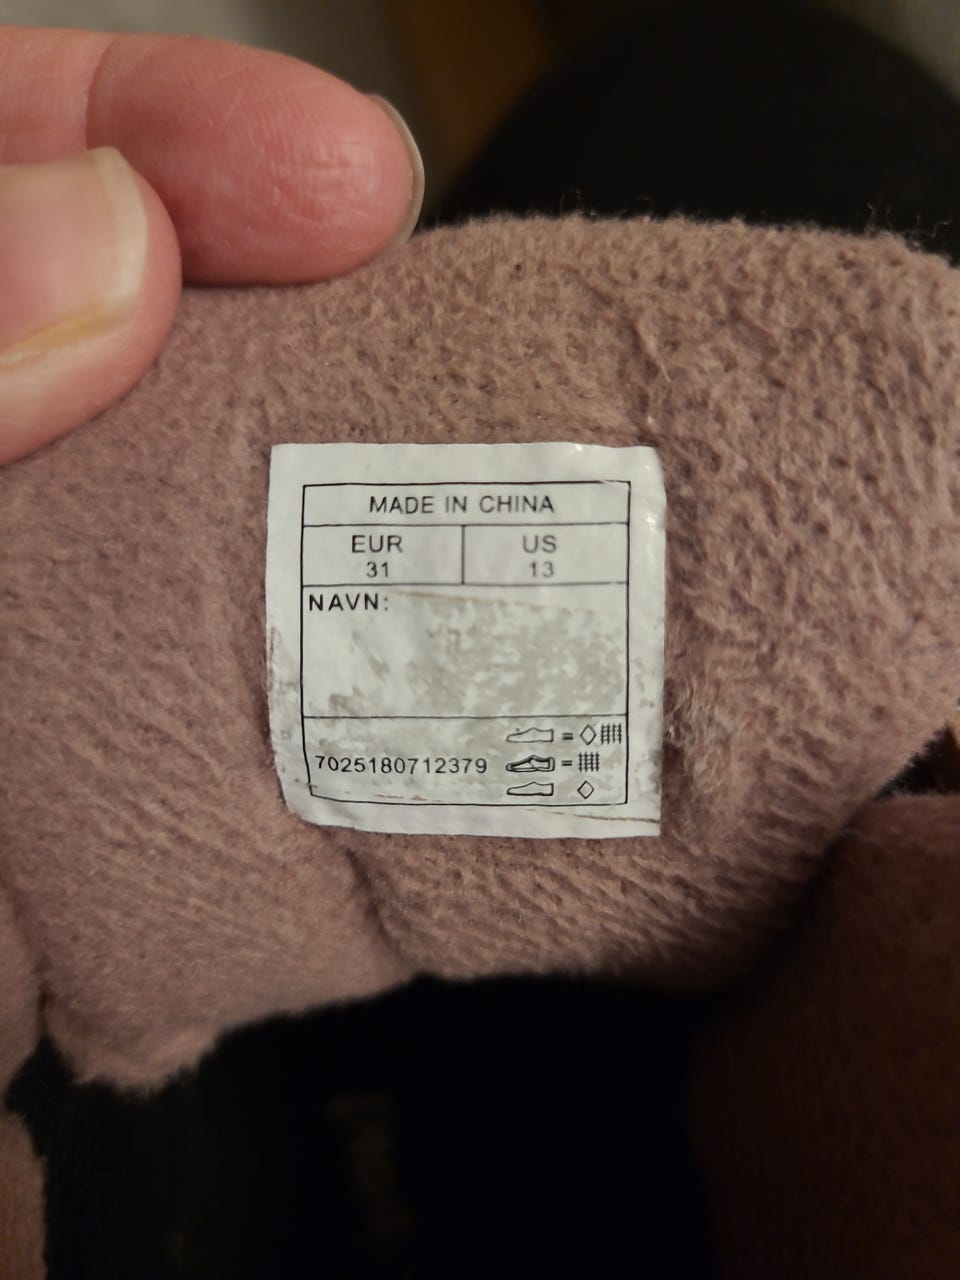 MADE IN CHINA
EUR US
31 13
NAVN:
=
7025180712379 =